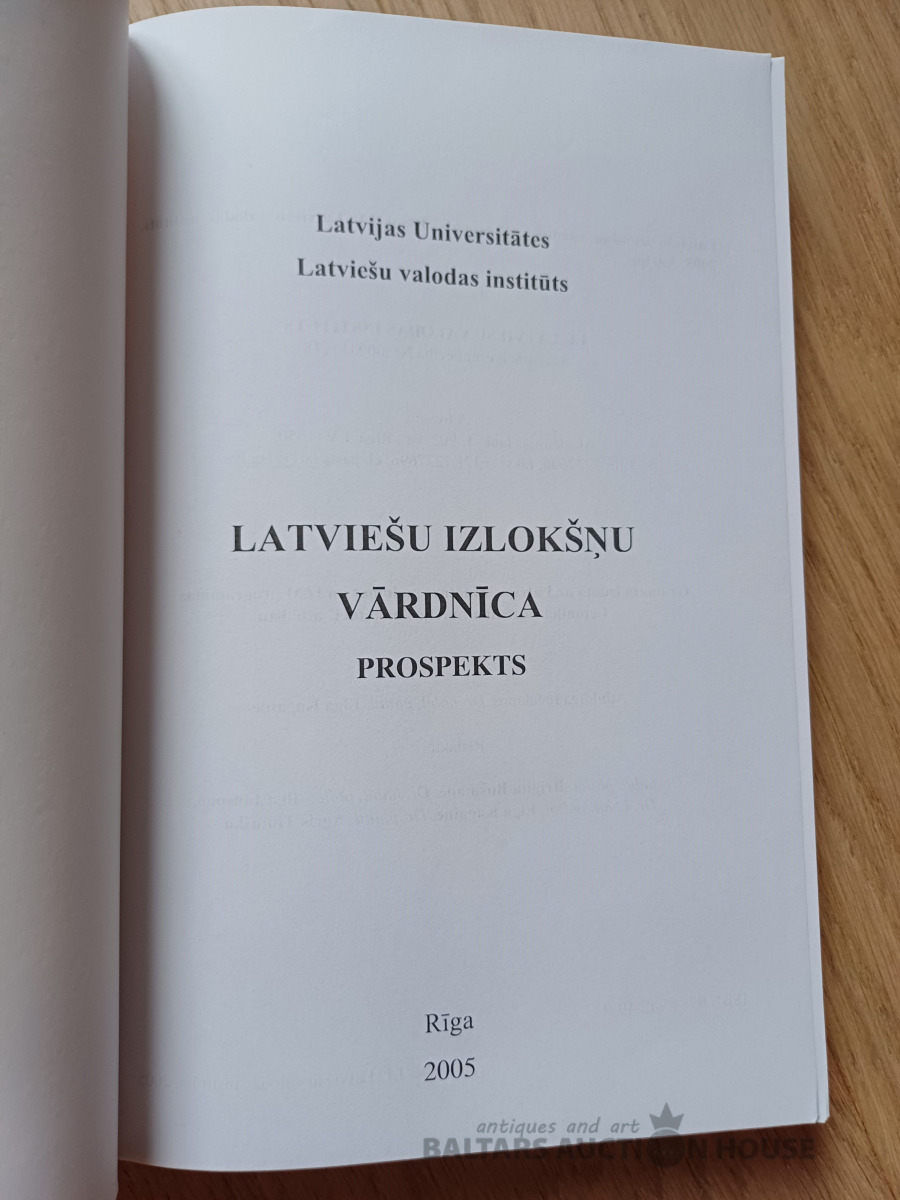 Latvijas Universitātes
Latviešu valodas institūts
LATVIEŠU IZLOKŠŅU
VĀRDNĪCA
PROSPEKTS
Rīga
2005
antiques and art
BALTARS AUCTION HOUSE